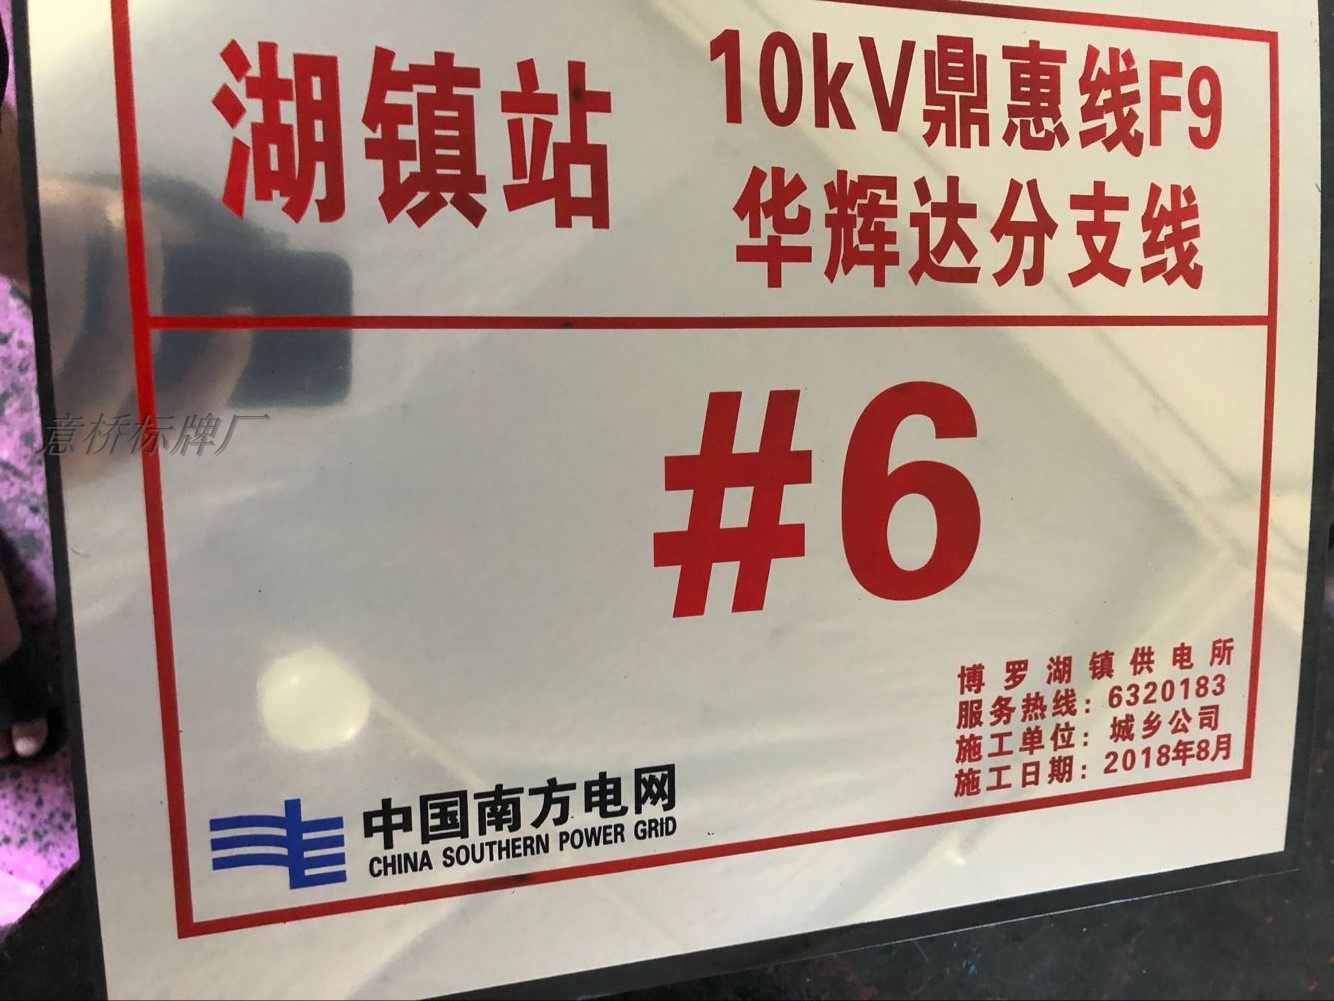 湖镇站
10kV鼎惠线F9
华辉达分支线
#6
意桥标牌厂
博罗湖镇供电所
服务热线：6320183
施工单位：城乡公司
施工日期：2018年8月
中国南方电网
CHINA SOUTHERN POWER GRID